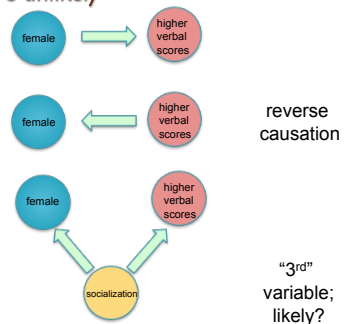 female
higher
verbal
scores
female
higher
verbal
scores
reverse
causation
female
higher
verbal
scores
socialization
“3rd”
variable;
likely?